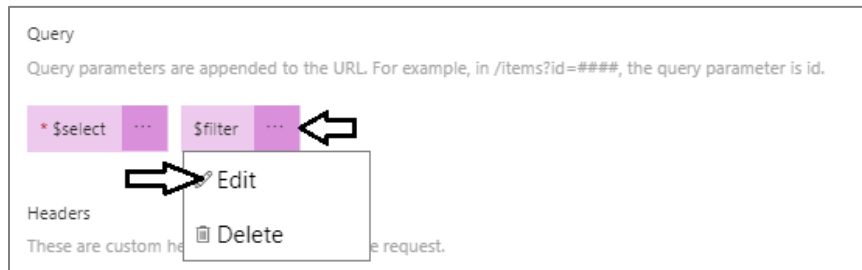 Query
Query parameters are appended to the URL. For example, in /items?id=####, the query parameter is id.
* $select ... $filter ...
Edit
Headers
Delete
These are custom he e request.